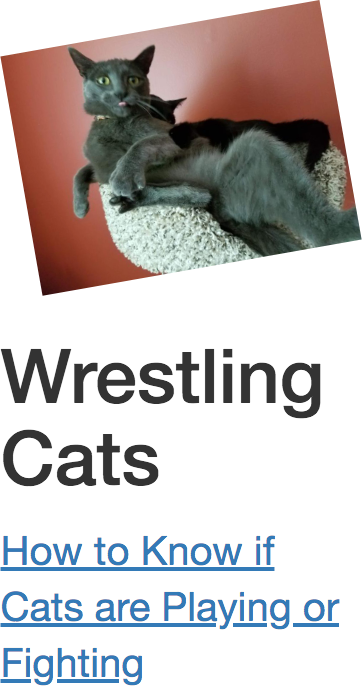 Wrestling
Cats
How to Know if
Cats are Playing or
Fighting